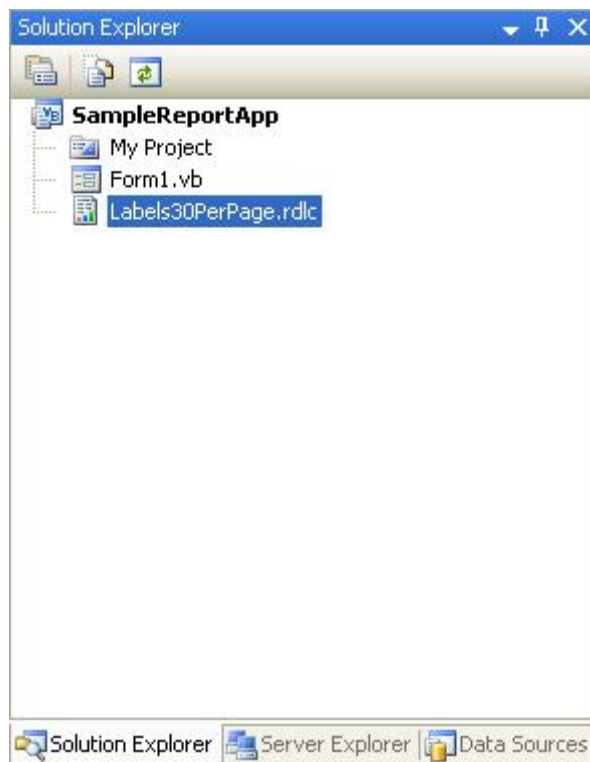 Solution Explorer
SampleReportApp
My Project
Form1.vb
Labels30PerPage.rdlc
Solution Explorer Server Explorer Data Sources